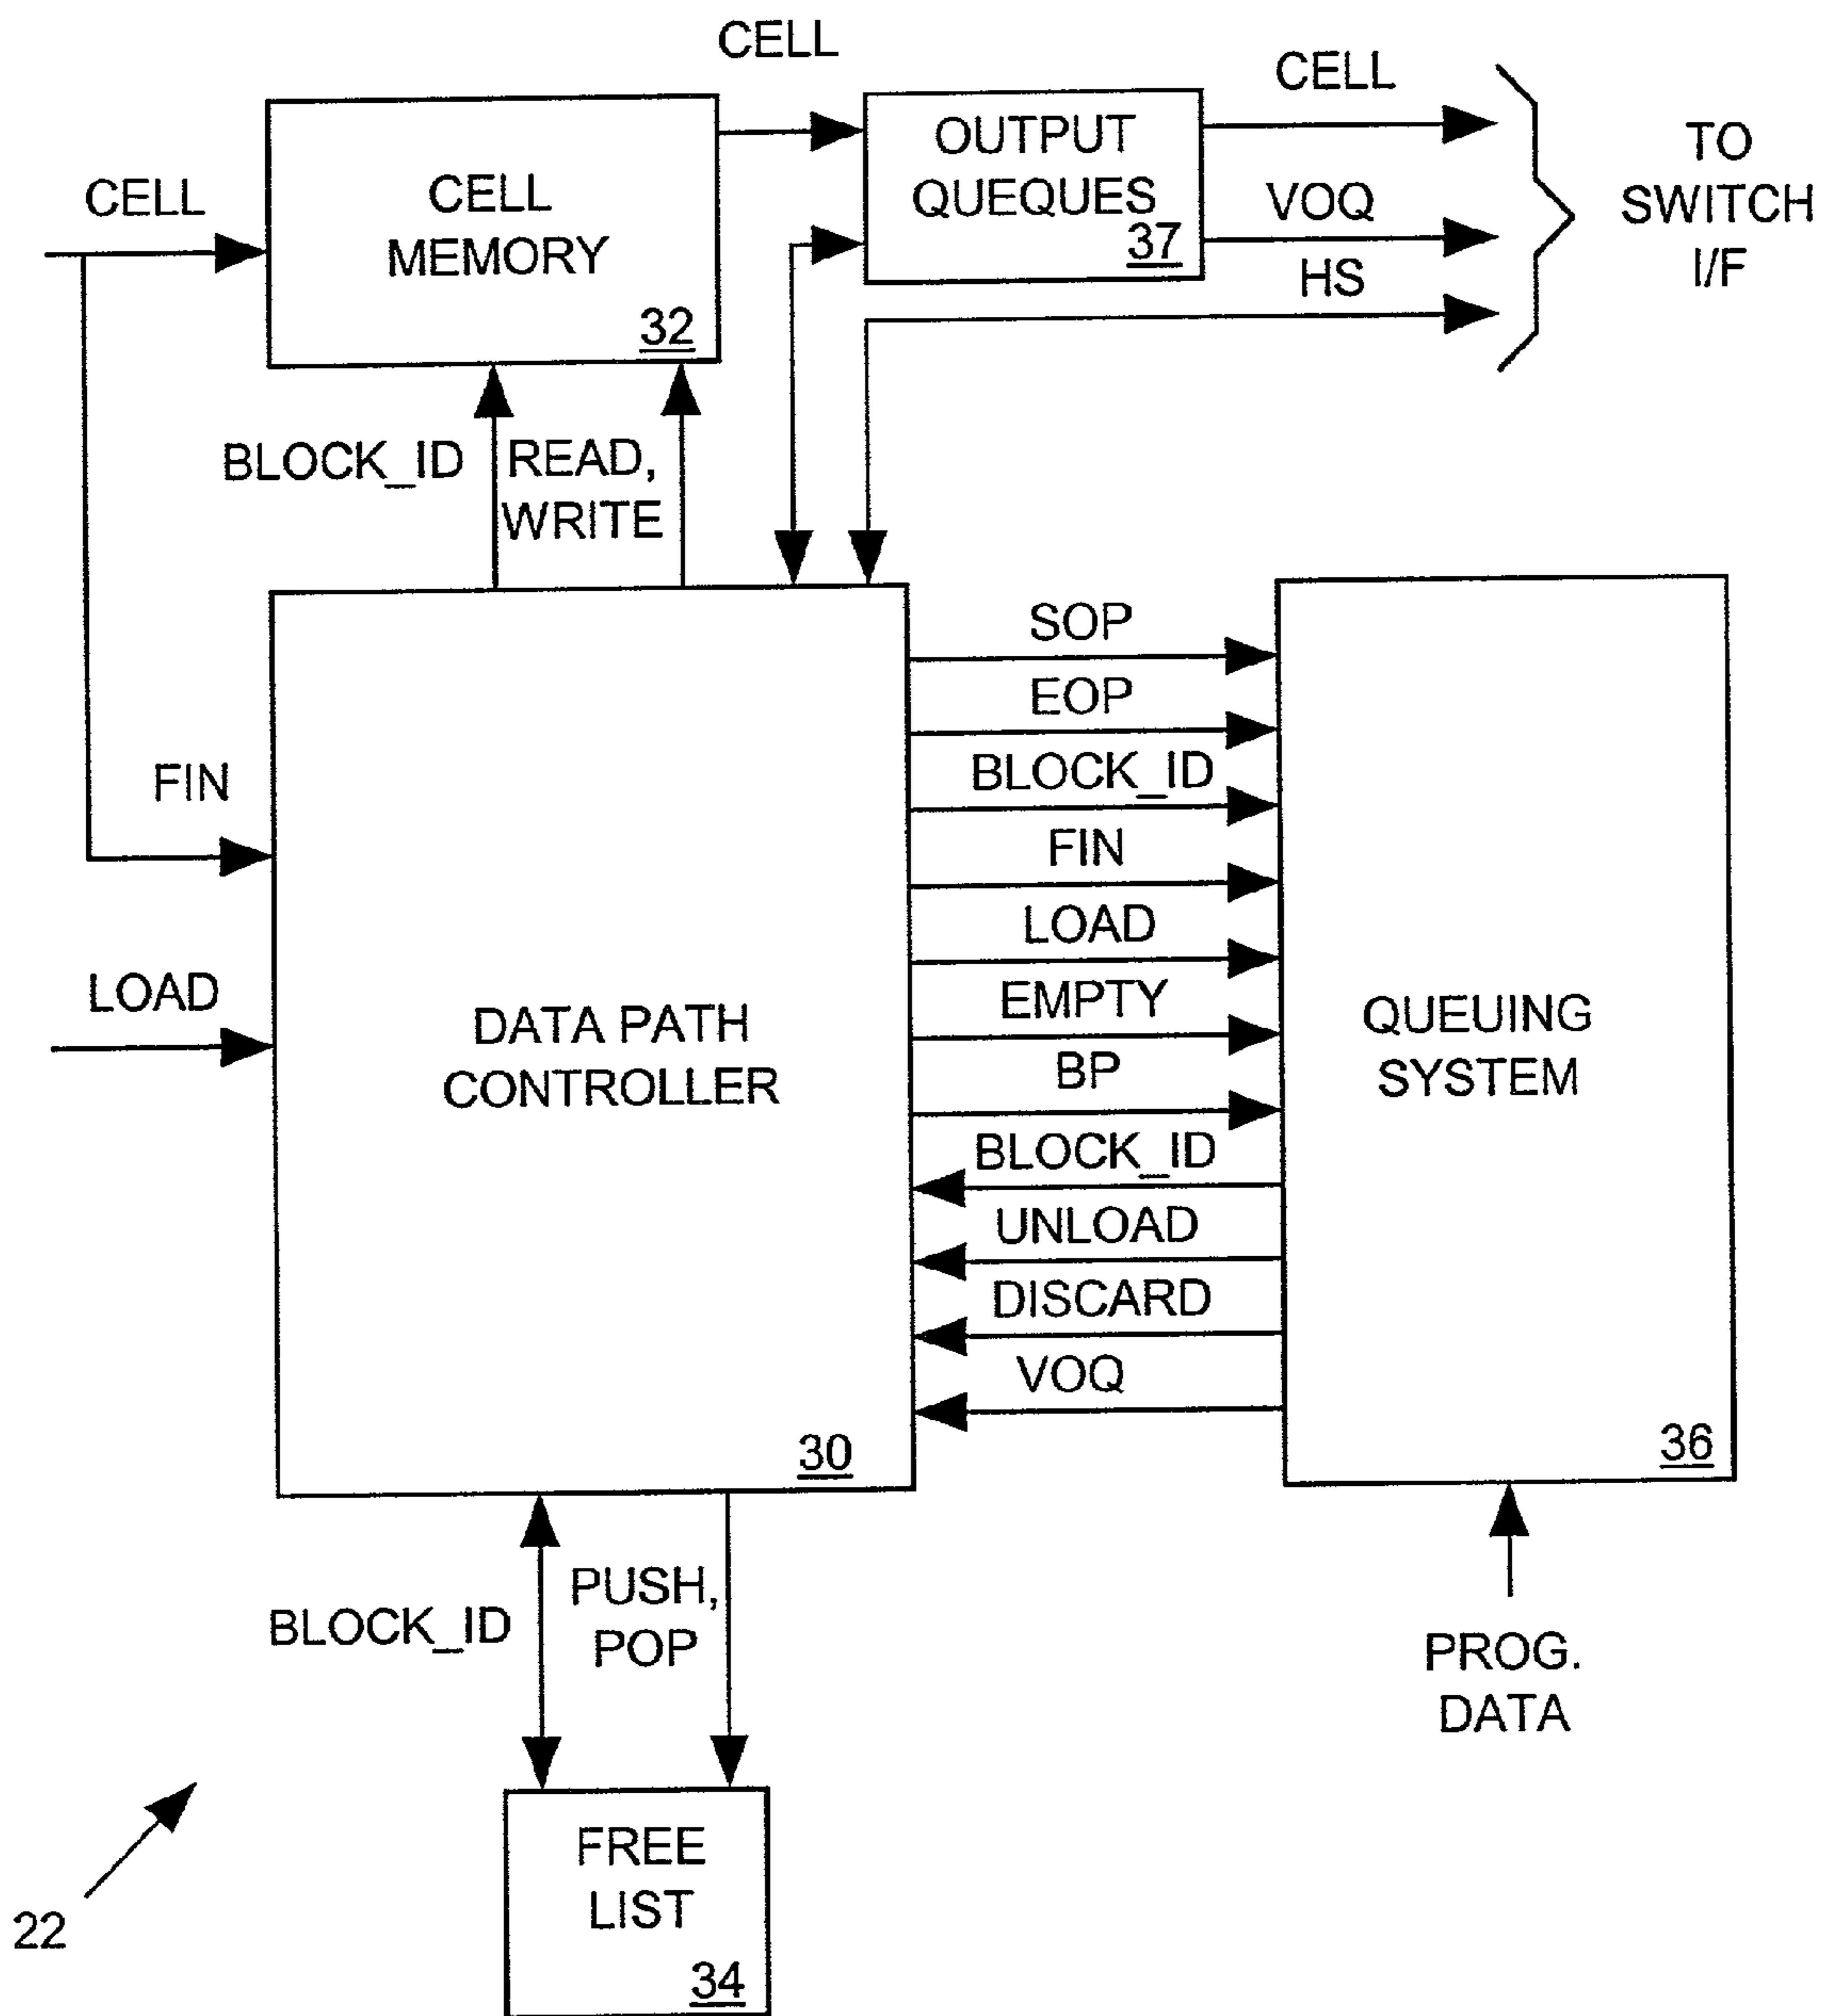 CELL
CELL
TO
SWITCH
I/F
CELL
CELL
MEMORY
32
OUTPUT
QUEQUES
37
VOQ
HS
BLOCK_ID
READ,
WRITE
FIN
LOAD
DATA PATH
CONTROLLER
30
SOP
EOP
BLOCK_ID
FIN
LOAD
EMPTY
BP
BLOCK_ID
UNLOAD
DISCARD
VOQ
QUEUING
SYSTEM
36
BLOCK_ID
PUSH,
POP
PROG.
DATA
FREE
LIST
34
22